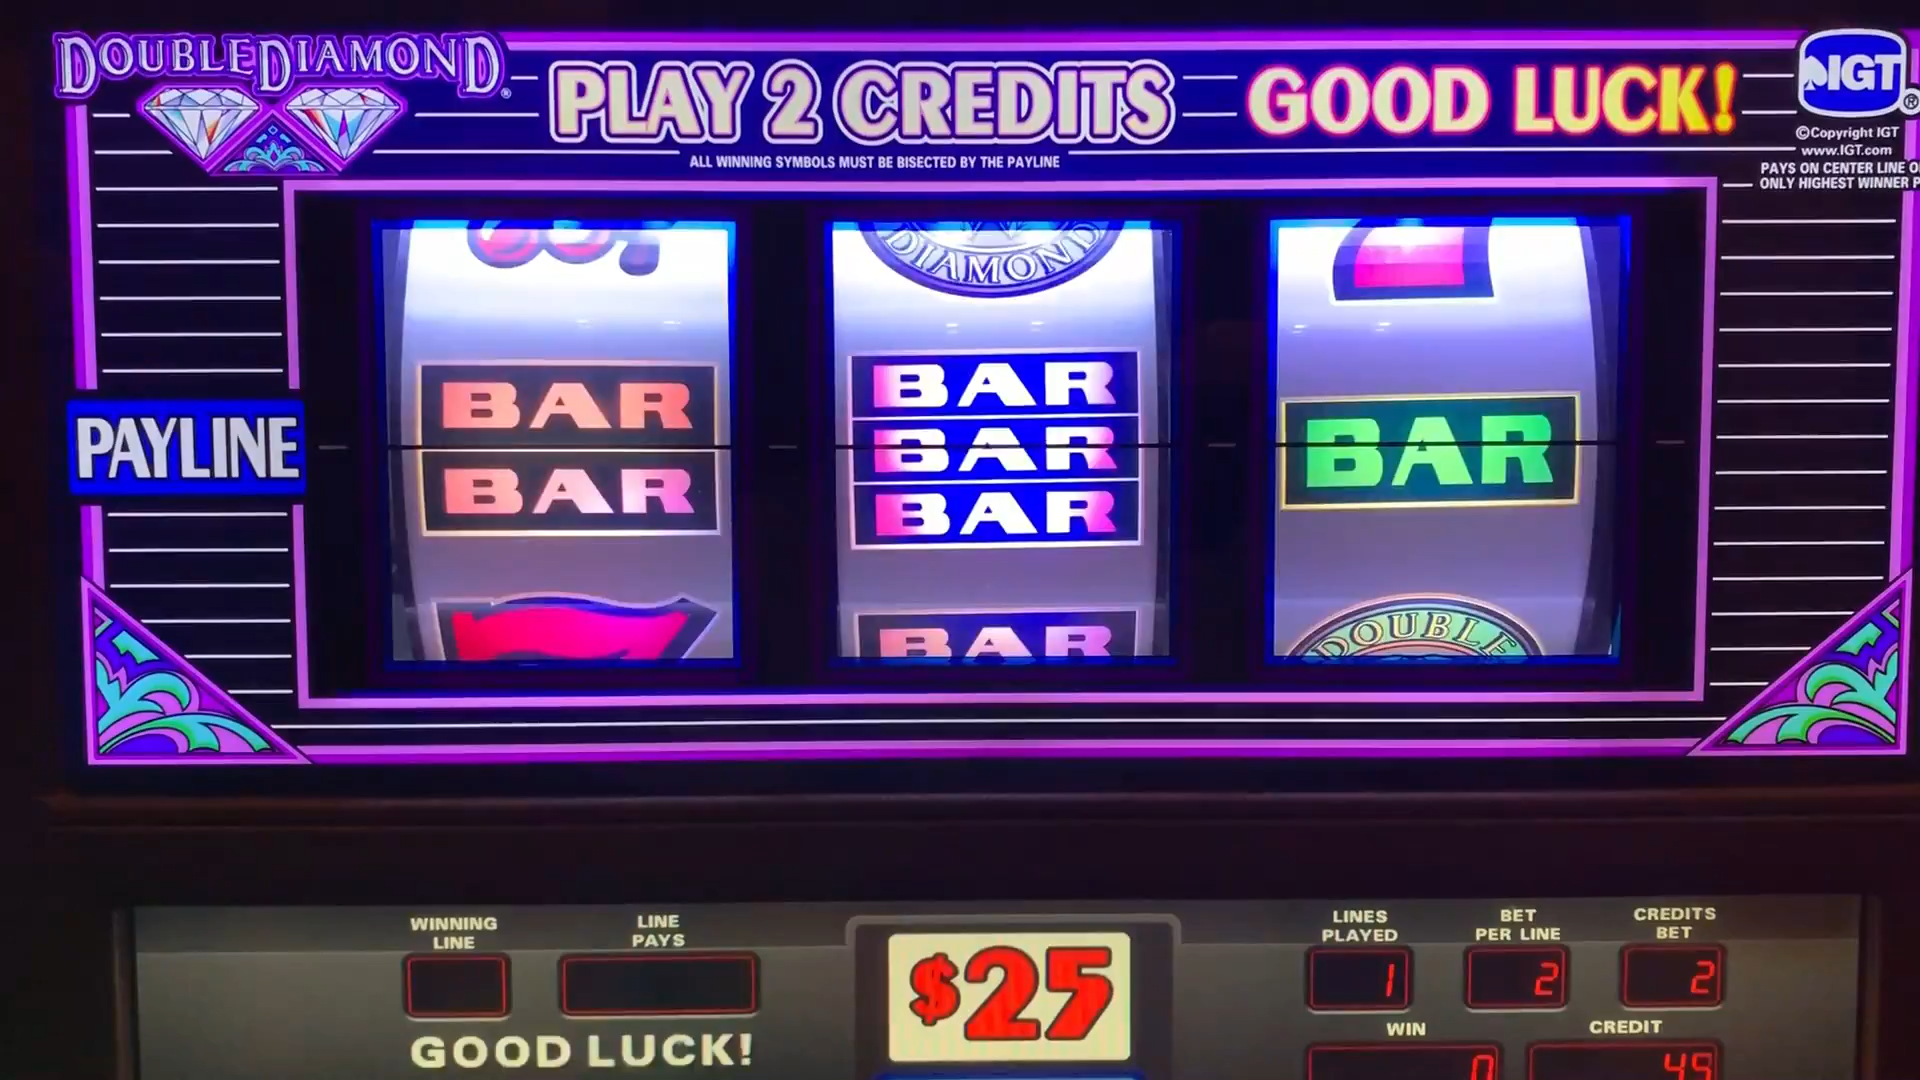 DOUBLE DIAMOND®
PLAY 2 CREDITS
GOOD LUCK!
IGT®
©Copyright IGT
www.IGT.com
ALL WINNING SYMBOLS MUST BE BISECTED BY THE PAYLINE
PAYS ON CENTER LINE
ONLY HIGHEST WINNER
DIAMOND
PAYLINE
BAR
BAR
BAR
BAR
BAR
BAR
BAR
DOUBLE
WINNING LINE
LINE PAYS
GOOD LUCK!
$25
LINES PLAYED
1
BET PER LINE
2
CREDITS BET
2
WIN
0
CREDIT
49